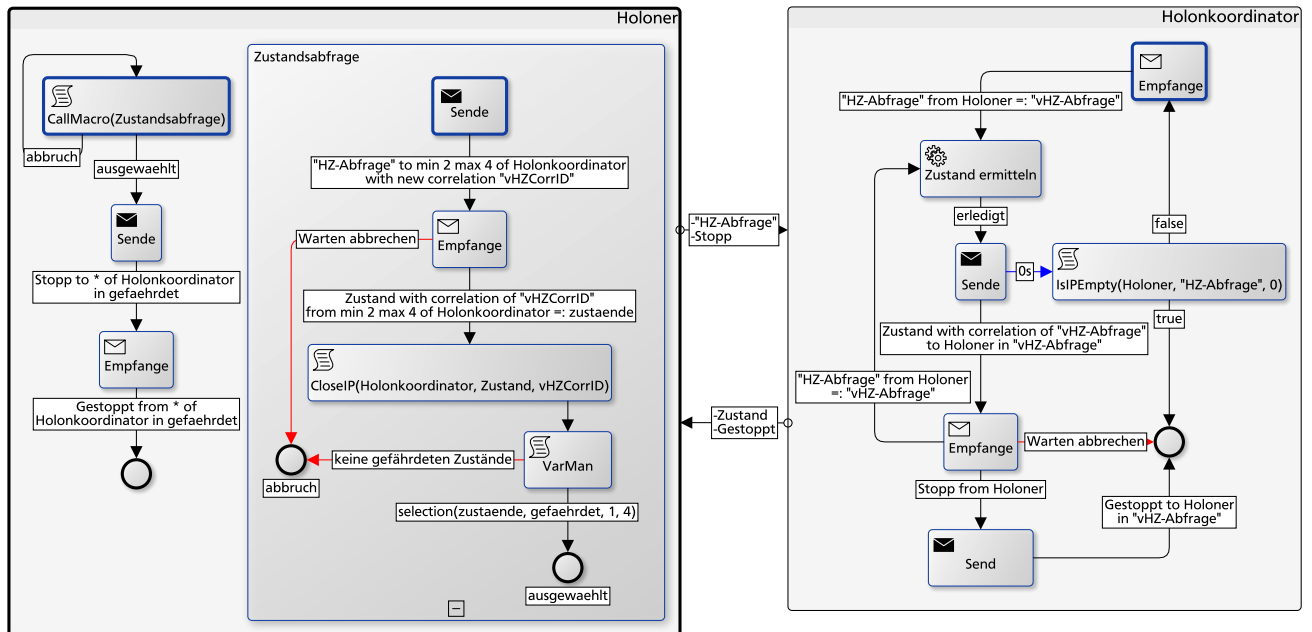 Holoner
CallMacro(Zustandsabfrage)
abbruch
ausgewaehlt
Sende
Stopp to * of Holonkoordinator
in gefaehrdet
Empfange
Gestoppt from * of
Holonkoordinator in gefaehrdet
Zustandsabfrage
Sende
"HZ-Abfrage" to min 2 max 4 of Holonkoordinator
with new correlation "vHZCorrID"
Warten abbrechen
Empfange
Zustand with correlation of "vHZCorrID"
from min 2 max 4 of Holonkoordinator =: zustaende
CloseIP(Holonkoordinator, Zustand, vHZCorrID)
VarMan
keine gefährdeten Zustände
abbruch
selection(zustaende, gefaehrdet, 1, 4)
ausgewaehlt
-"HZ-Abfrage"
-Stopp
-Zustand
-Gestoppt
Holonkoordinator
Empfange
"HZ-Abfrage" from Holoner =: "vHZ-Abfrage"
Zustand ermitteln
erledigt
false
Sende
0s
IsIPEmpty(Holoner, "HZ-Abfrage", 0)
true
Zustand with correlation of "vHZ-Abfrage"
to Holoner in "vHZ-Abfrage"
"HZ-Abfrage" from Holoner
=: "vHZ-Abfrage"
Empfange
Warten abbrechen
Stopp from Holoner
Gestoppt to Holoner
in "vHZ-Abfrage"
Send